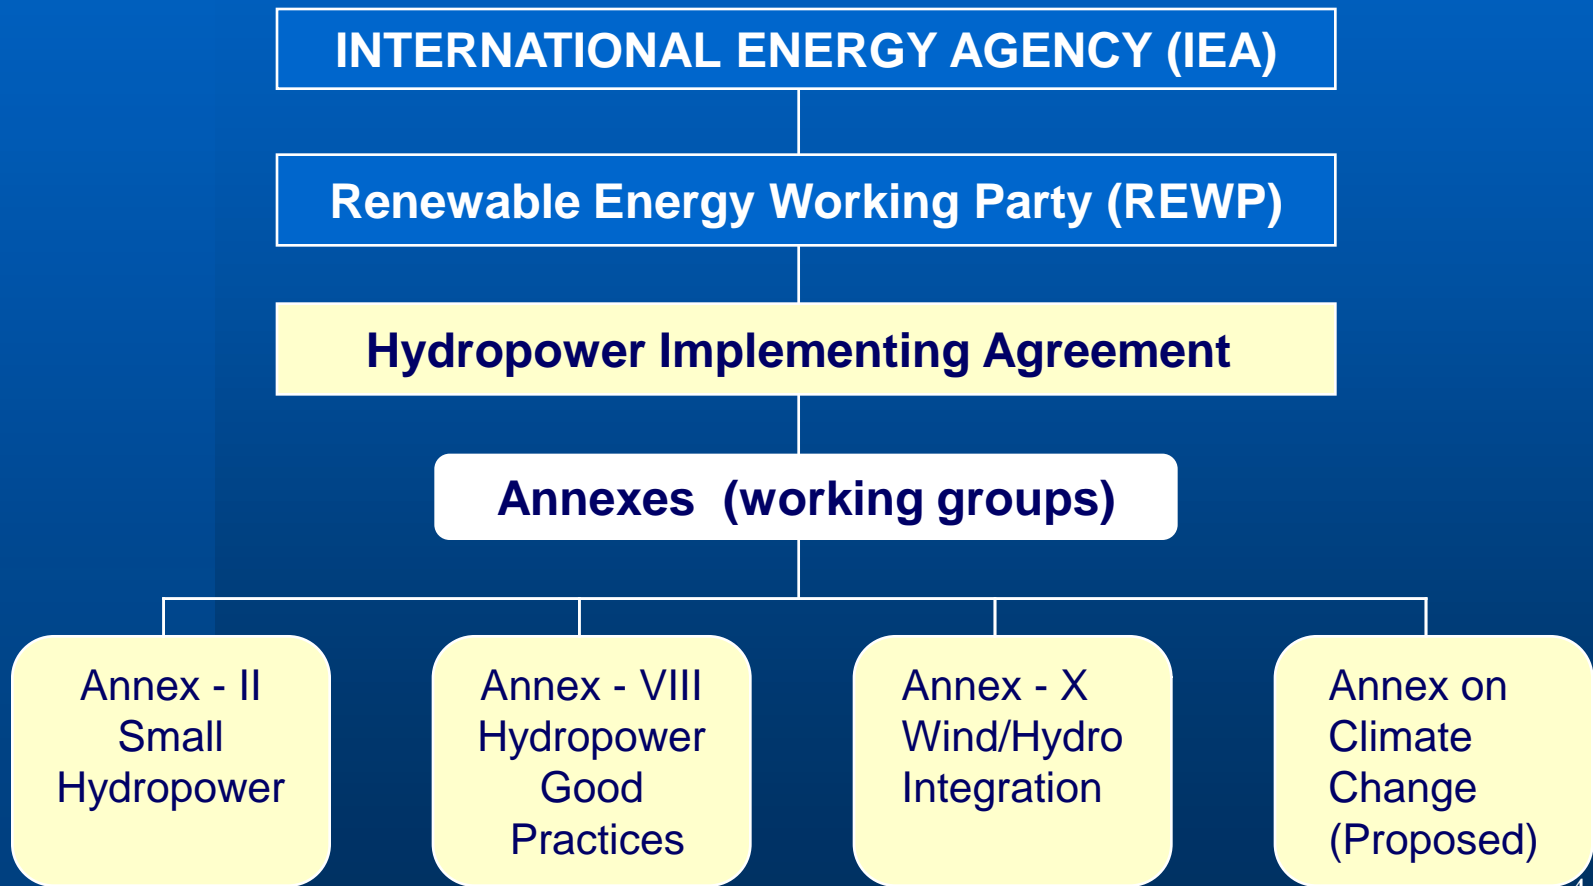 INTERNATIONAL ENERGY AGENCY (IEA)
Renewable Energy Working Party (REWP)
Hydropower Implementing Agreement
Annexes (working groups)
Annex - II
Small
Hydropower
Annex - VIII
Hydropower
Good
Practices
Annex - X
Wind/Hydro
Integration
Annex on
Climate
Change
(Proposed)